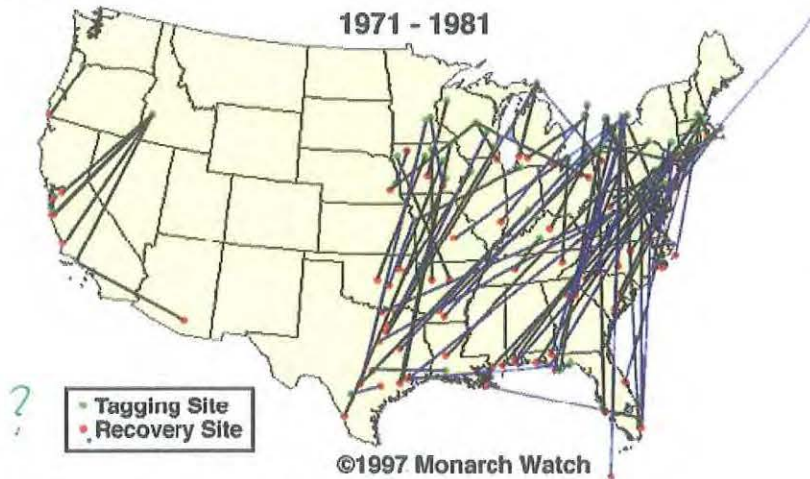 1971 - 1981
?
Tagging Site
Recovery Site
©1997 Monarch Watch